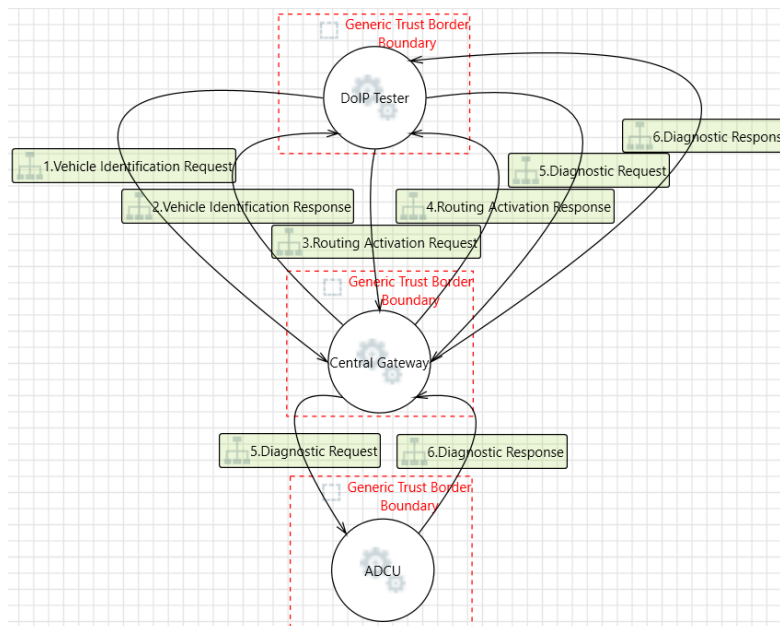 Generic Trust Border
Boundary
DoIP Tester
6.Diagnostic Response
1.Vehicle Identification Request
5.Diagnostic Request
2.Vehicle Identification Response
4.Routing Activation Response
3.Routing Activation Request
Generic Trust Border
Boundary
Central Gateway
5.Diagnostic Request
6.Diagnostic Response
Generic Trust Border
Boundary
ADCU